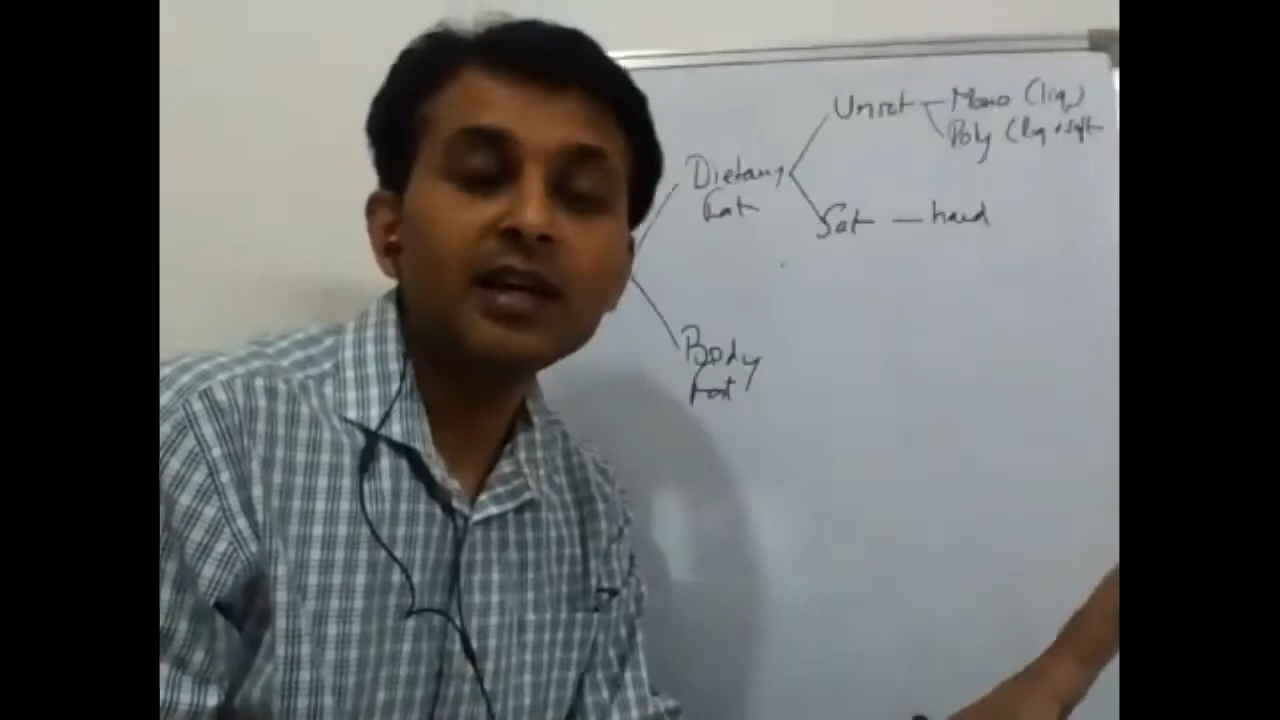 Unsat — Mono (liq)
Poly (liq + soft
Dietary
Fat
Sat — hard
Body
Fat